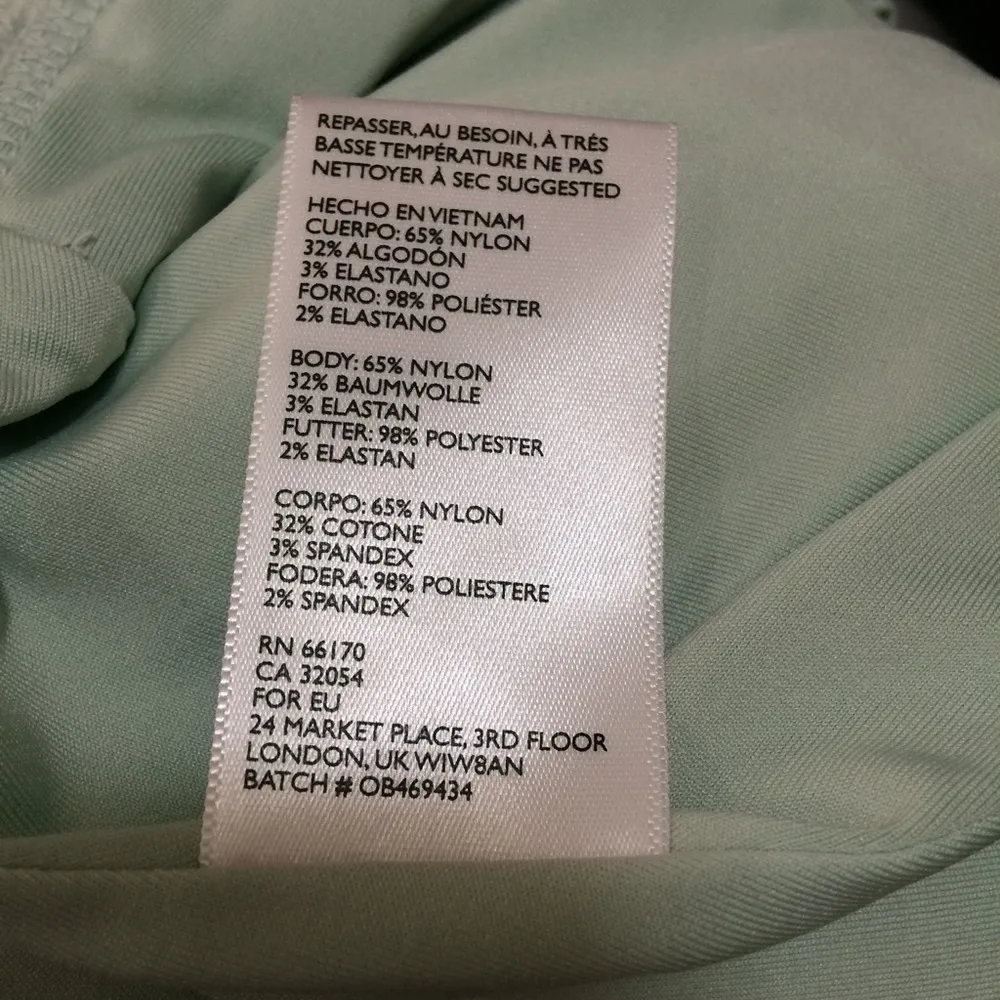 REPASSER, AU BESOIN, À TRÉS
BASSE TEMPÉRATURE NE PAS
NETTOYER À SEC SUGGESTED
HECHO EN VIETNAM
CUERPO: 65% NYLON
32% ALGODÓN
3% ELASTANO
FORRO: 98% POLIÉSTER
2% ELASTANO
BODY: 65% NYLON
32% BAUMWOLLE
3% ELASTAN
FUTTER: 98% POLYESTER
2% ELASTAN
CORPO: 65% NYLON
32% COTONE
3% SPANDEX
FODERA: 98% POLIESTERE
2% SPANDEX
RN 66170
CA 32054
FOR EU
24 MARKET PLACE, 3RD FLOOR
LONDON, UK WIW8AN
BATCH # OB469434